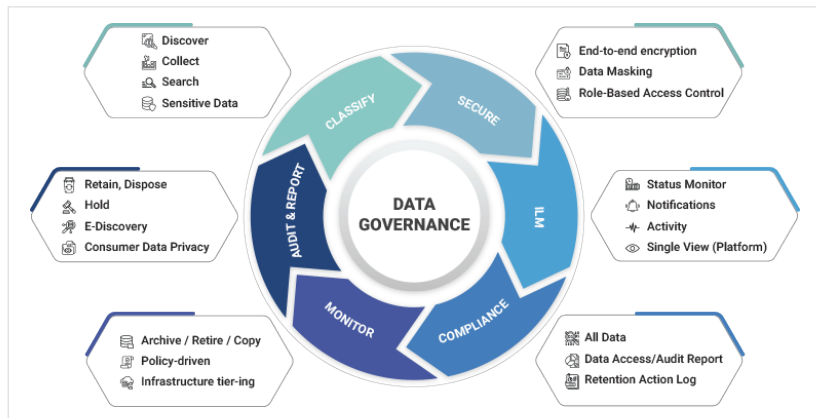 Discover
Collect
Search
Sensitive Data
End-to-end encryption
Data Masking
Role-Based Access Control
CLASSIFY
SECURE
Retain, Dispose
Hold
E-Discovery
Consumer Data Privacy
AUDIT & REPORT
DATA
GOVERNANCE
ILM
Status Monitor
Notifications
Activity
Single View (Platform)
MONITOR
COMPLIANCE
Archive / Retire / Copy
Policy-driven
Infrastructure tier-ing
All Data
Data Access/Audit Report
Retention Action Log